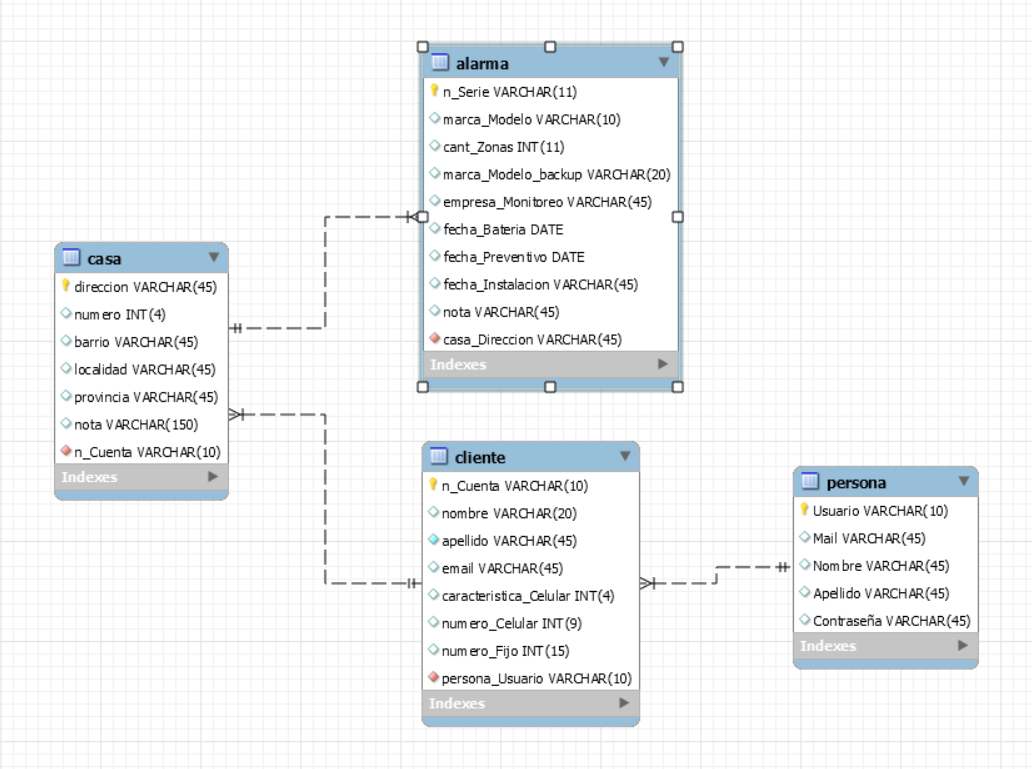 alarma
n_Serie VARCHAR(11)
marca_Modelo VARCHAR(10)
cant_Zonas INT(11)
marca_Modelo_backup VARCHAR(20)
empresa_Monitoreo VARCHAR(45)
fecha_Bateria DATE
fecha_Preventivo DATE
fecha_Instalacion VARCHAR(45)
nota VARCHAR(45)
casa_Direccion VARCHAR(45)
Indexes
casa
direccion VARCHAR(45)
numero INT(4)
barrio VARCHAR(45)
localidad VARCHAR(45)
provincia VARCHAR(45)
nota VARCHAR(150)
n_Cuenta VARCHAR(10)
Indexes
cliente
n_Cuenta VARCHAR(10)
nombre VARCHAR(20)
apellido VARCHAR(45)
email VARCHAR(45)
caracteristica_Celular INT(4)
numero_Celular INT(9)
numero_Fijo INT(15)
persona_Usuario VARCHAR(10)
Indexes
persona
Usuario VARCHAR(10)
Mail VARCHAR(45)
Nombre VARCHAR(45)
Apellido VARCHAR(45)
Contraseña VARCHAR(45)
Indexes